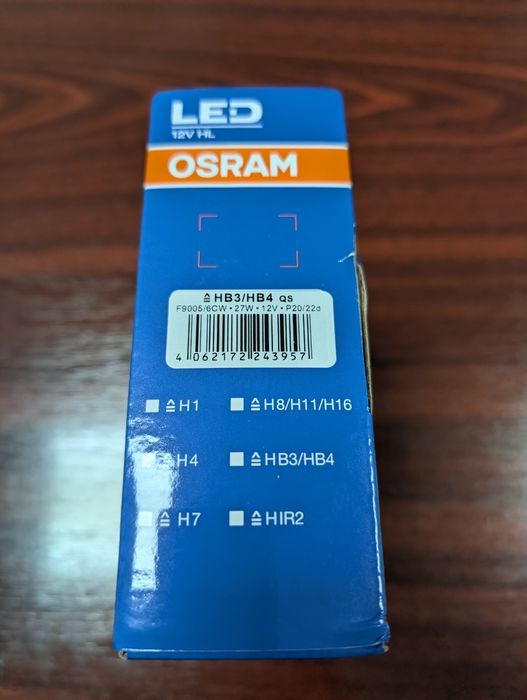 LED
12V HL
OSRAM
≙ HB3/HB4 QS
F9005/6CW • 27W • 12V • P20/22d
4 062172 243957
≙ H1 ≙ H8/H11/H16
≙ H4 ≙ HB3/HB4
≙ H7 ≙ HIR2